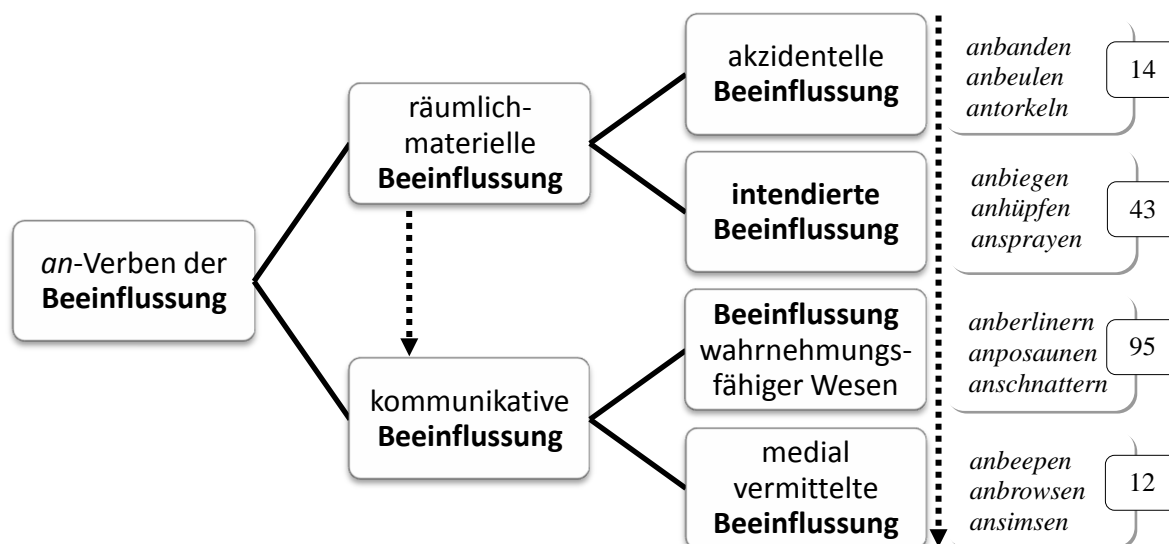 an-Verben der
Beeinflussung
räumlich-
materielle
Beeinflussung
kommunikative
Beeinflussung
akzidentelle
Beeinflussung
anbanden
anbeulen
antorkeln
14
intendierte
Beeinflussung
anbiegen
anhüpfen
ansprayen
43
Beeinflussung
wahrnehmungs-
fähiger Wesen
anberlinern
anposaunen
anschnattern
95
medial
vermittelte
Beeinflussung
anbeepen
anbrowsen
ansimsen
12